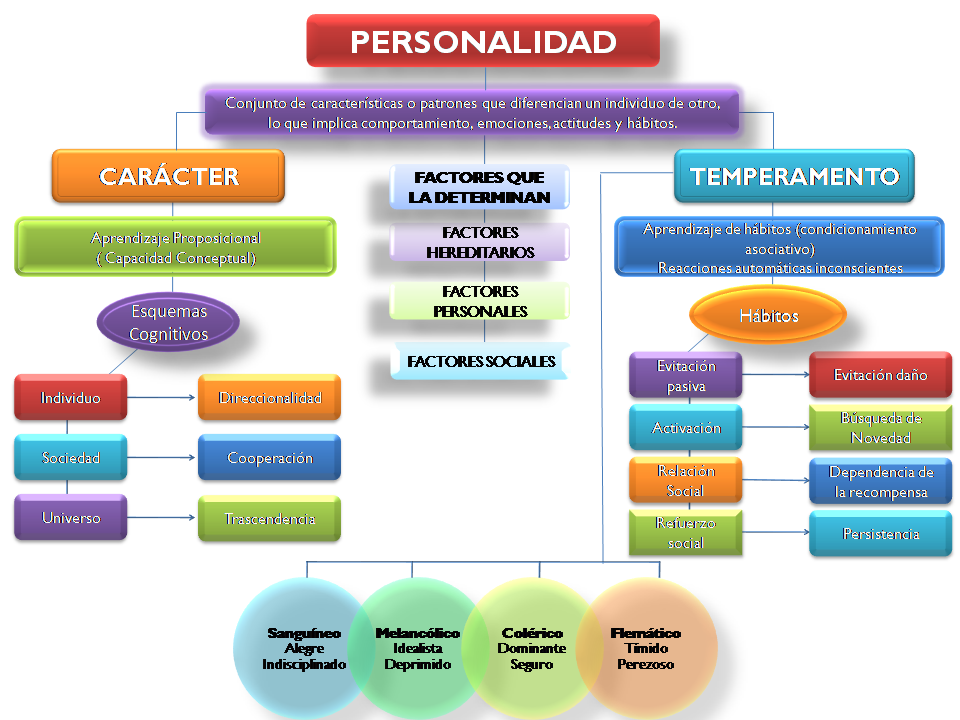 PERSONALIDAD
Conjunto de características o patrones que diferencian un individuo de otro,
lo que implica comportamiento, emociones, actitudes y hábitos.
CARÁCTER
Aprendizaje Proposicional
( Capacidad Conceptual)
Esquemas
Cognitivos
Individuo
Direccionalidad
Sociedad
Cooperación
Universo
Trascendencia
FACTORES QUE
LA DETERMINAN
FACTORES
HEREDITARIOS
FACTORES
PERSONALES
FACTORES SOCIALES
TEMPERAMENTO
Aprendizaje de hábitos (condicionamiento
asociativo)
Reacciones automáticas inconscientes
Hábitos
Evitación
pasiva
Evitación daño
Activación
Búsqueda de
Novedad
Relación
Social
Dependencia de
la recompensa
Refuerzo
social
Persistencia
Sanguíneo
Alegre
Indisciplinado
Melancólico
Idealista
Deprimido
Colérico
Dominante
Seguro
Flemático
Tímido
Perezoso